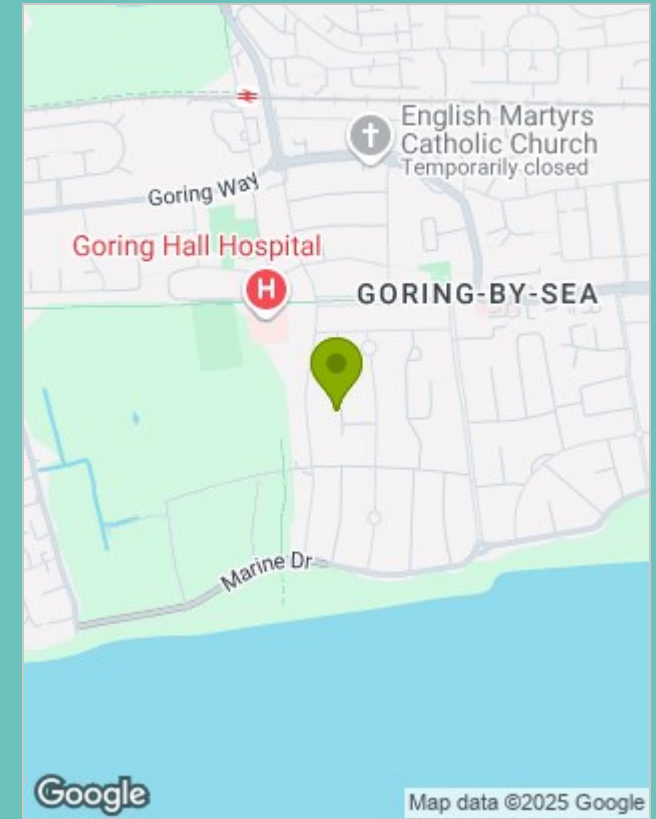 English Martyrs
Catholic Church
Temporarily closed
Goring Way
Goring Hall Hospital
H
GORING-BY-SEA
Marine Dr
Google
Map data ©2025 Google